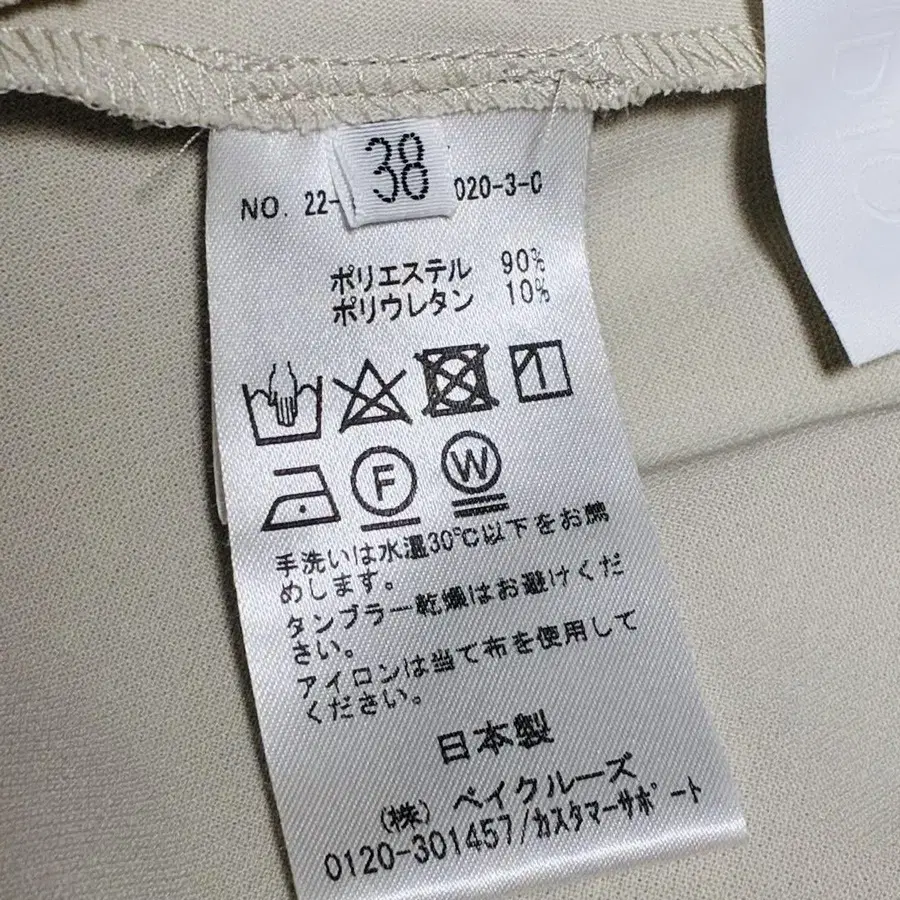 38
NO. 22- 020-3-C
ポリエステル 90%
ポリウレタン 10%
F W
手洗いは水温30℃以下をお薦
めします。
タンブラー乾燥はお避けくだ
さい。
アイロンは当て布を使用して
ください。
日本製
(株) ベイクルーズ
0120-301457/カスタマーサポート